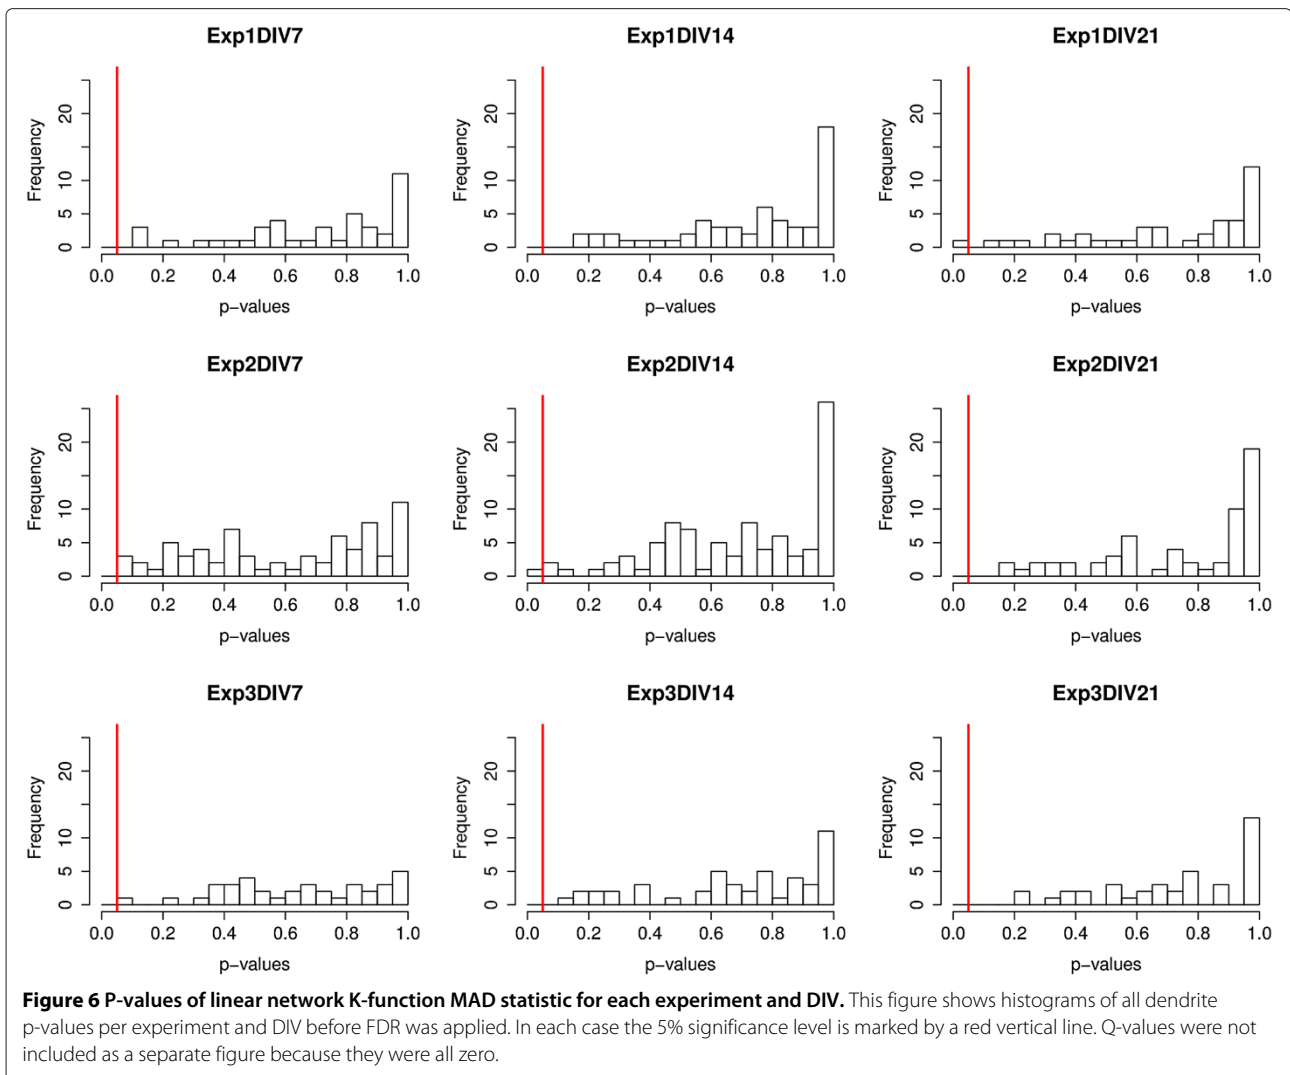 Exp1DIV7
Exp1DIV14
Exp1DIV21
Frequency
0 5 10 20
0.0 0.2 0.4 0.6 0.8 1.0
p−values
Frequency
0 5 10 20
0.0 0.2 0.4 0.6 0.8 1.0
p−values
Frequency
0 5 10 20
0.0 0.2 0.4 0.6 0.8 1.0
p−values
Exp2DIV7
Exp2DIV14
Exp2DIV21
Frequency
0 5 10 20
0.0 0.2 0.4 0.6 0.8 1.0
p−values
Frequency
0 5 10 20
0.0 0.2 0.4 0.6 0.8 1.0
p−values
Frequency
0 5 10 20
0.0 0.2 0.4 0.6 0.8 1.0
p−values
Exp3DIV7
Exp3DIV14
Exp3DIV21
Frequency
0 5 10 20
0.0 0.2 0.4 0.6 0.8 1.0
p−values
Frequency
0 5 10 20
0.0 0.2 0.4 0.6 0.8 1.0
p−values
Frequency
0 5 10 20
0.0 0.2 0.4 0.6 0.8 1.0
p−values
Figure 6 P-values of linear network K-function MAD statistic for each experiment and DIV. This figure shows histograms of all dendrite
p-values per experiment and DIV before FDR was applied. In each case the 5% significance level is marked by a red vertical line. Q-values were not
included as a separate figure because they were all zero.